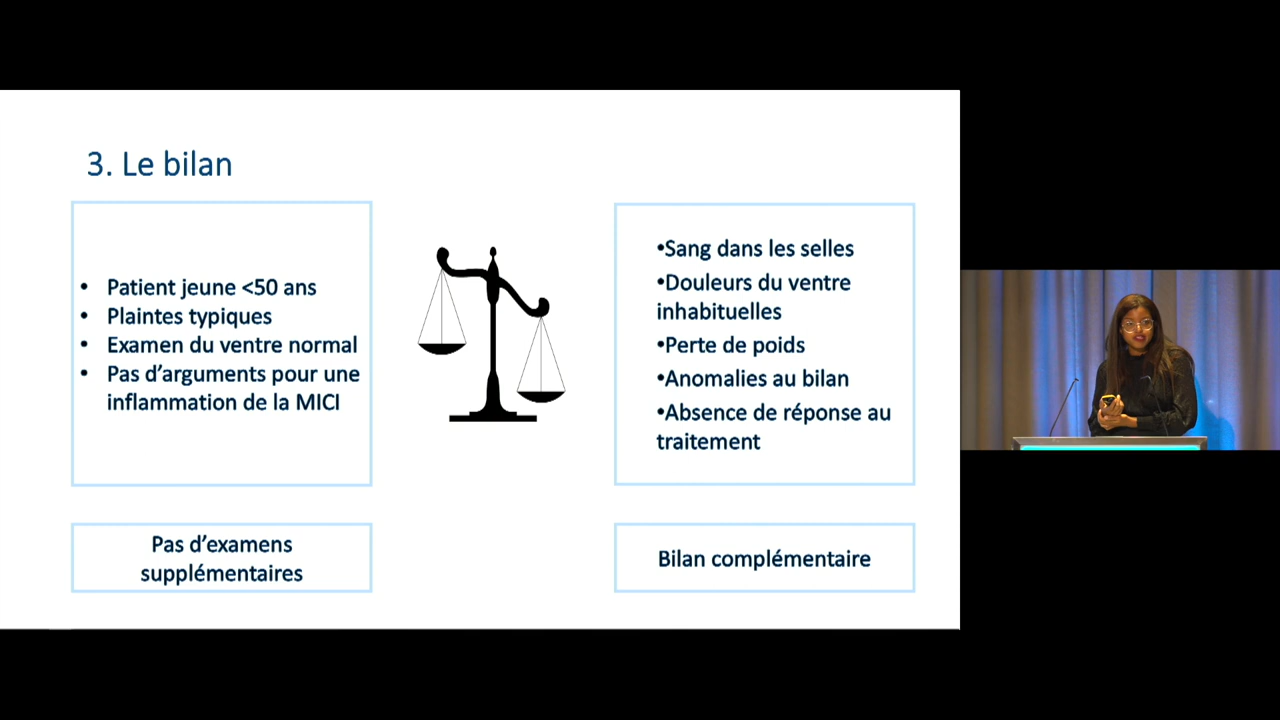 3. Le bilan
• Patient jeune <50 ans
• Plaintes typiques
• Examen du ventre normal
• Pas d’arguments pour une
inflammation de la MICI
•Sang dans les selles
•Douleurs du ventre
inhabituelles
•Perte de poids
•Anomalies au bilan
•Absence de réponse au
traitement
Pas d’examens
supplémentaires
Bilan complémentaire